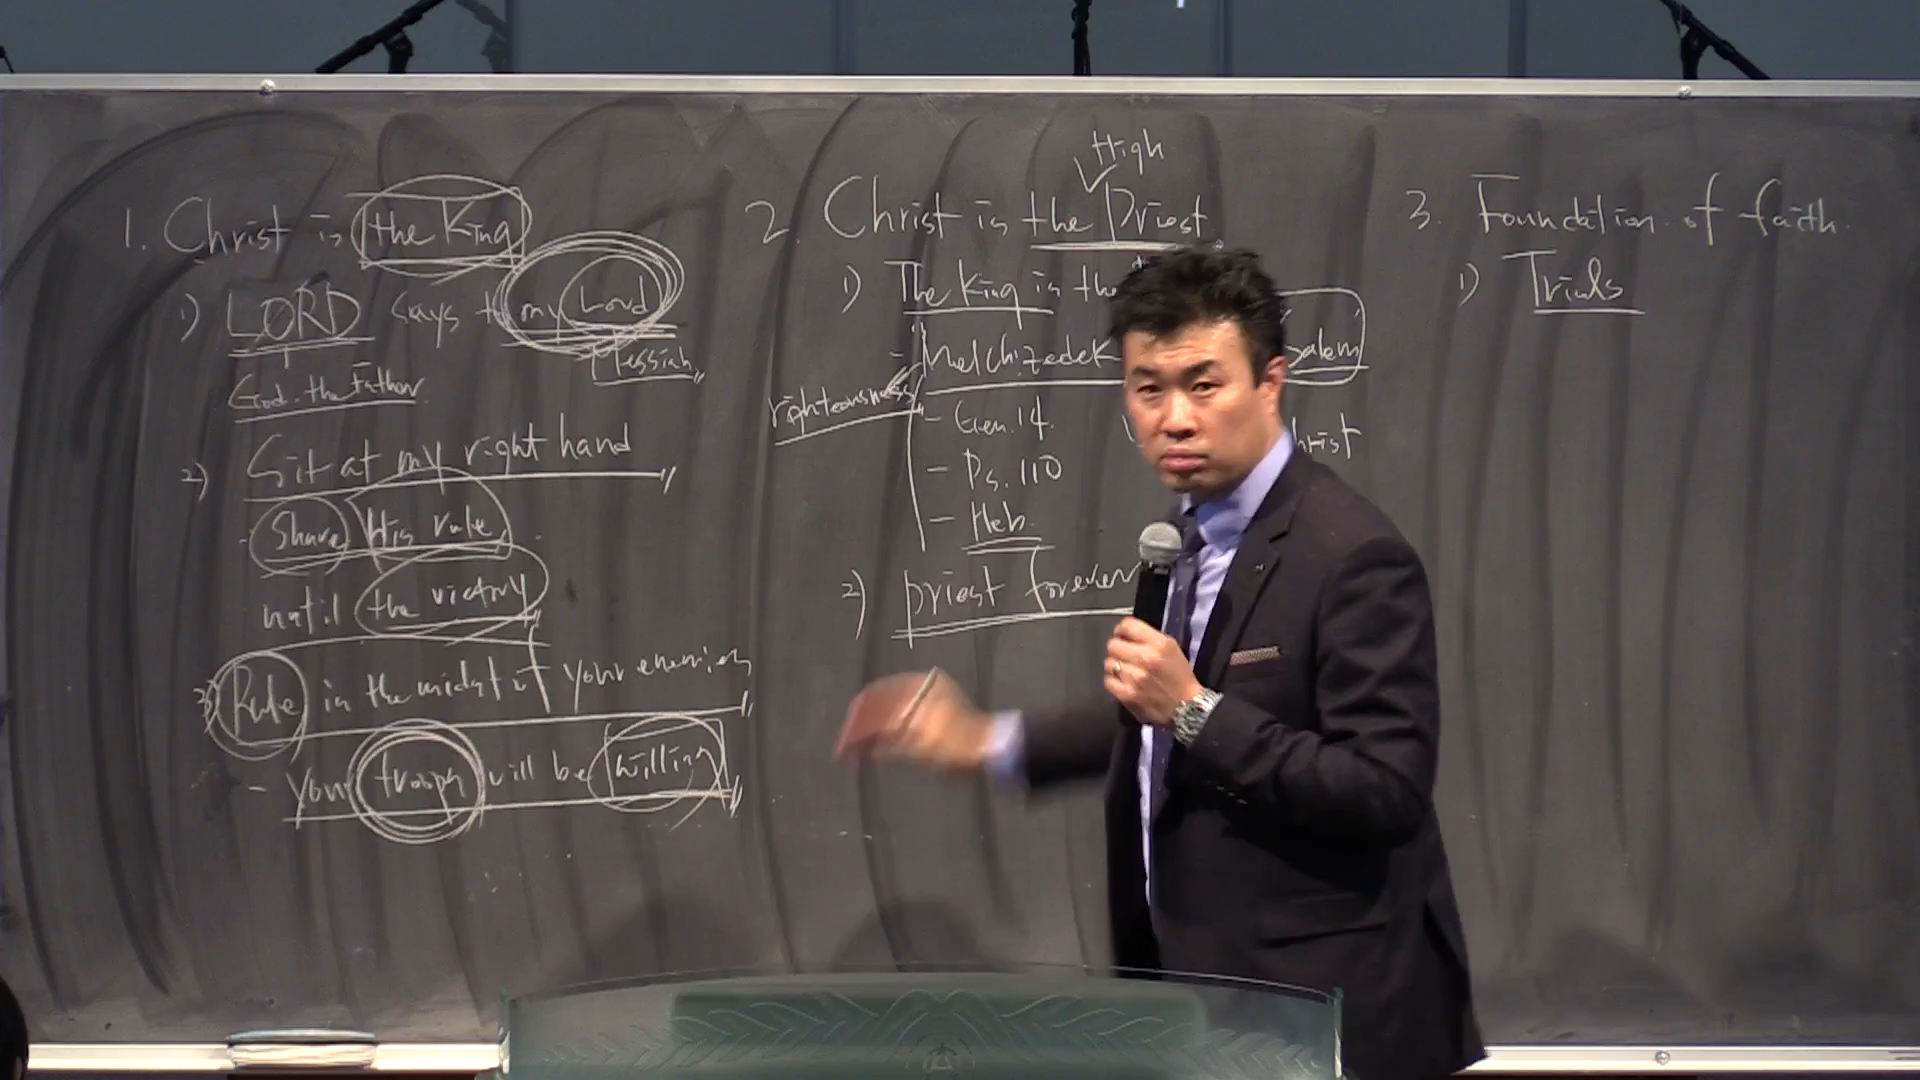 1. Christ is the King
1) LORD says to my Lord
Messiah
God the Father
2) Sit at my right hand
- Share His rule
until the victory
3) Rule in the midst of your enemies
- your troops will be willing
High
2. Christ is the Priest
1) The King is the
- Melchizedek Salem
righteousness
- Gen. 14.
- Ps. 110
- Heb.
2) priest forever
3. Foundation of faith.
1) Trials